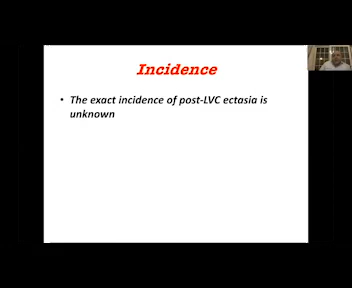 Incidence
• The exact incidence of post-LVC ectasia is
unknown